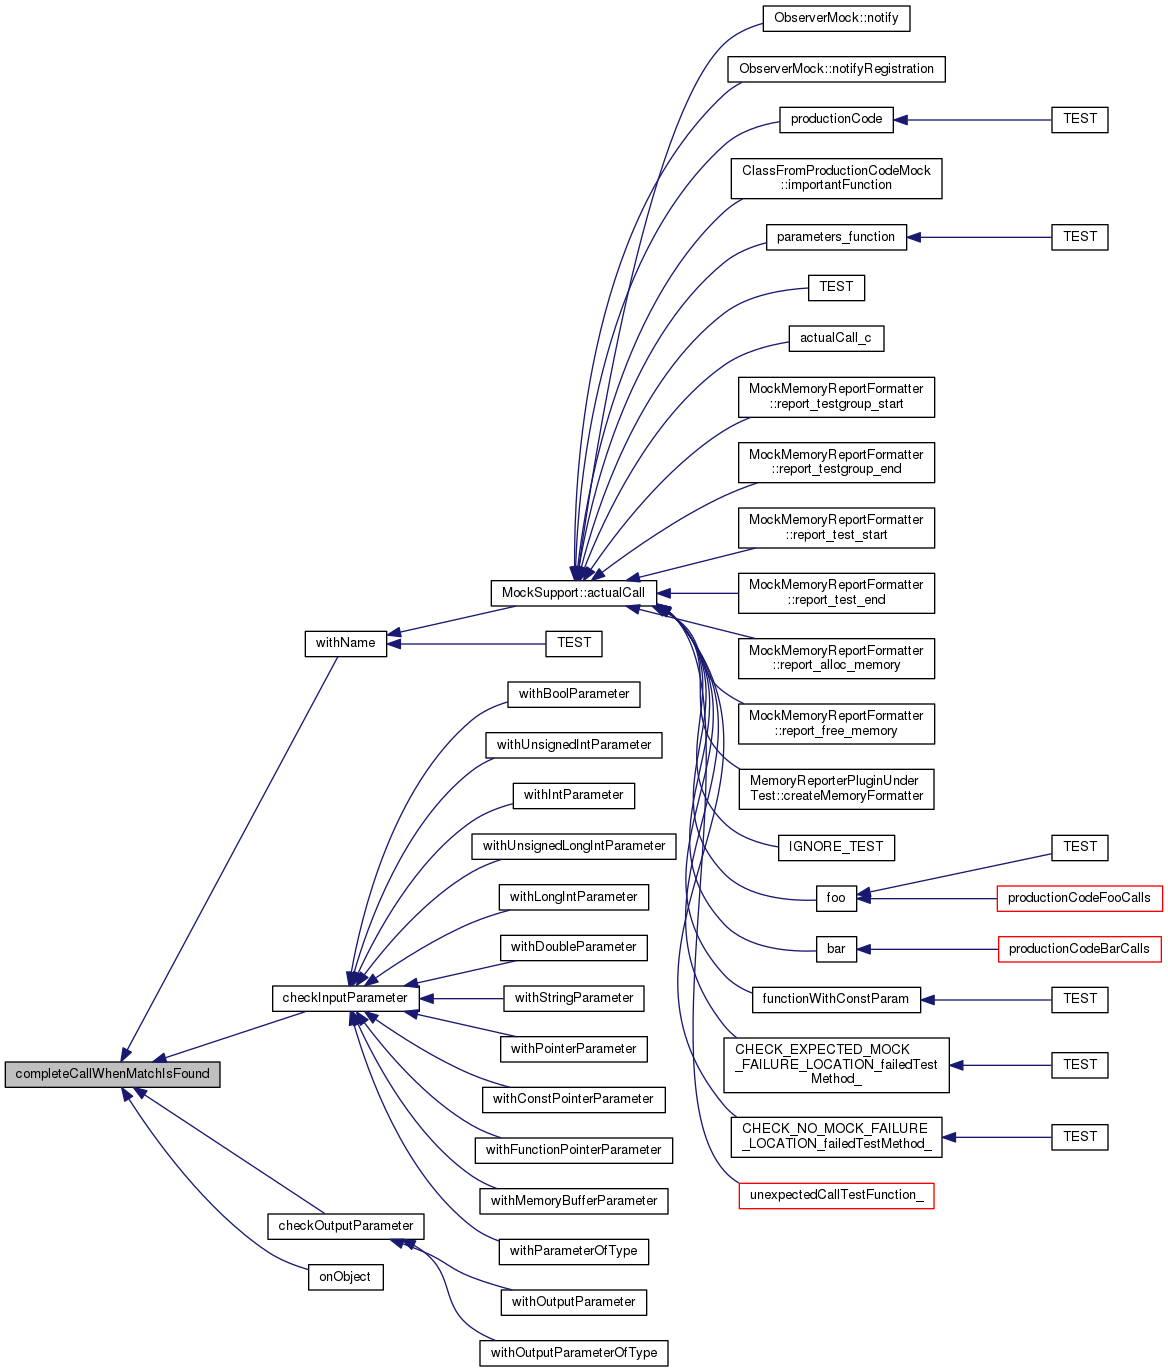 ObserverMock::notify
ObserverMock::notifyRegistration
productionCode
TEST
ClassFromProductionCodeMock
::importantFunction
parameters_function
TEST
TEST
actualCall_c
MockMemoryReportFormatter
::report_testgroup_start
MockMemoryReportFormatter
::report_testgroup_end
MockMemoryReportFormatter
::report_test_start
MockSupport::actualCall
MockMemoryReportFormatter
::report_test_end
withName
TEST
MockMemoryReportFormatter
::report_alloc_memory
withBoolParameter
MockMemoryReportFormatter
::report_free_memory
withUnsignedIntParameter
MemoryReporterPluginUnder
Test::createMemoryFormatter
withIntParameter
withUnsignedLongIntParameter
IGNORE_TEST
TEST
withLongIntParameter
foo
productionCodeFooCalls
withDoubleParameter
bar
productionCodeBarCalls
checkInputParameter
withStringParameter
functionWithConstParam
TEST
withPointerParameter
CHECK_EXPECTED_MOCK
_FAILURE_LOCATION_failedTest
Method_
TEST
completeCallWhenMatchIsFound
withConstPointerParameter
CHECK_NO_MOCK_FAILURE
_LOCATION_failedTestMethod_
TEST
withFunctionPointerParameter
withMemoryBufferParameter
unexpectedCallTestFunction_
checkOutputParameter
withParameterOfType
onObject
withOutputParameter
withOutputParameterOfType